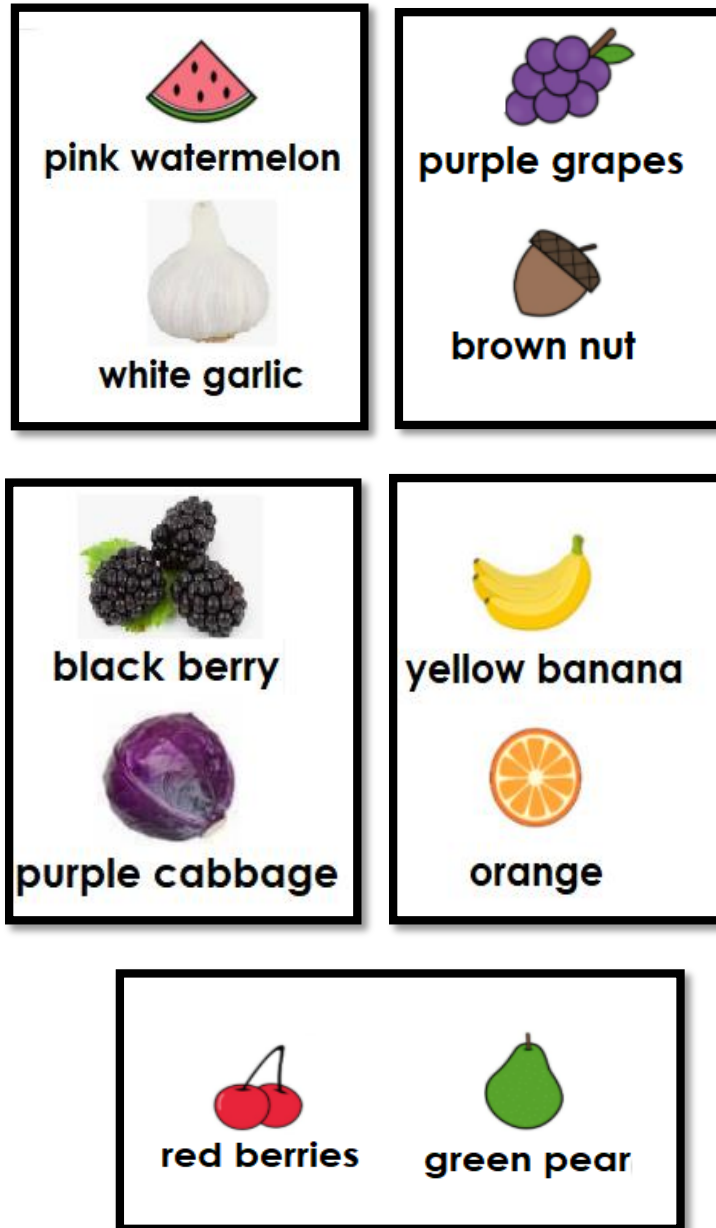 pink watermelon
white garlic
purple grapes
brown nut
black berry
purple cabbage
yellow banana
orange
red berries
green pear